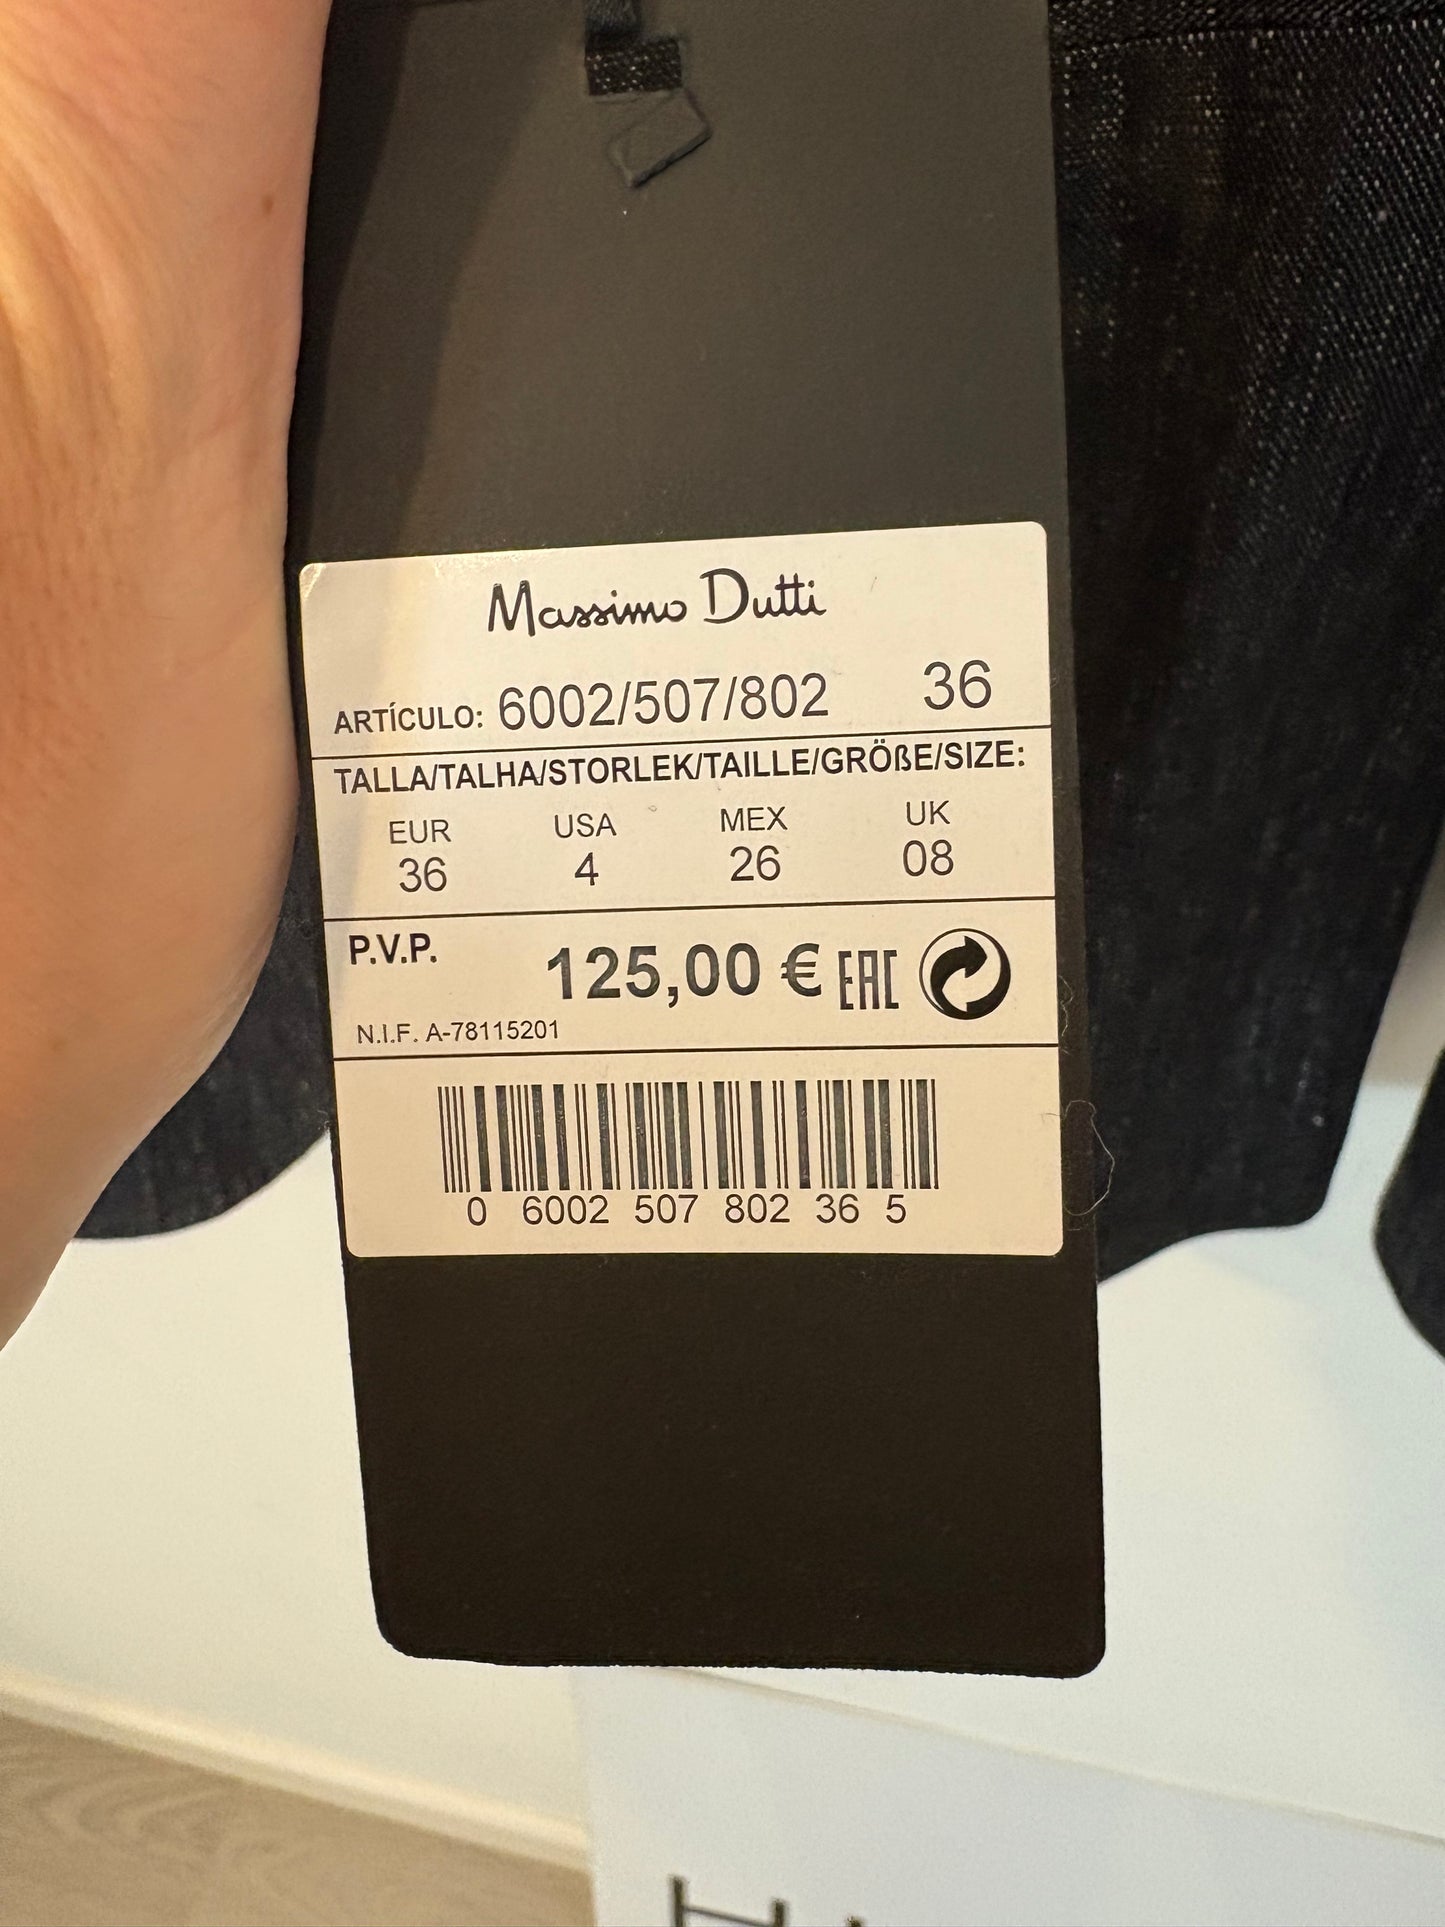 Massimo Dutti
ARTÍCULO: 6002/507/802 36
TALLA/TALHA/STORLEK/TAILLE/GRÖßE/SIZE:
EUR USA MEX UK
36 4 26 08
P.V.P. 125,00 € EAC
N.I.F. A-78115201
0 6002 507 802 36 5